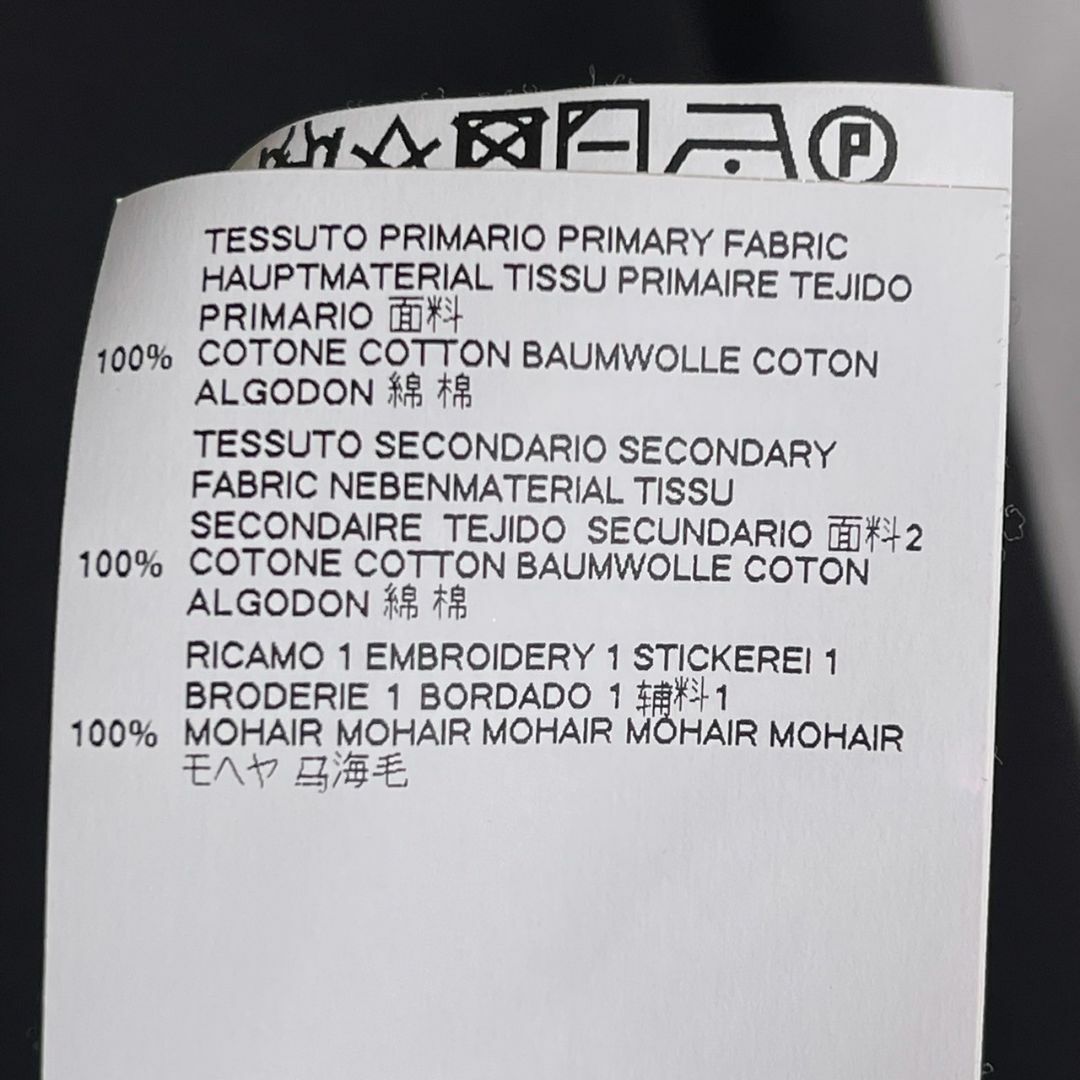 P
TESSUTO PRIMARIO PRIMARY FABRIC
HAUPTMATERIAL TISSU PRIMAIRE TEJIDO
PRIMARIO 面料
100% COTONE COTTON BAUMWOLLE COTON
ALGODON 綿 棉
TESSUTO SECONDARIO SECONDARY
FABRIC NEBENMATERIAL TISSU
SECONDAIRE TEJIDO SECUNDARIO 面料2
100% COTONE COTTON BAUMWOLLE COTON
ALGODON 綿 棉
RICAMO 1 EMBROIDERY 1 STICKEREI 1
BRODERIE 1 BORDADO 1 辅料1
100% MOHAIR MOHAIR MOHAIR MOHAIR MOHAIR
モヘヤ 马海毛